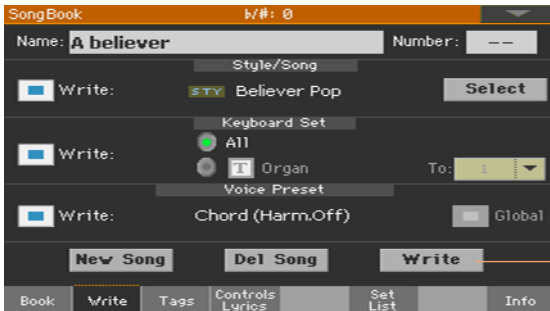 SongBook ♭/#: 0
Name: A believer Number: --
Style/Song
Write: STY Believer Pop Select
Keyboard Set
All
Write:
T Organ To: 1
Voice Preset
Write: Chord (Harm.Off) Global
New Song Del Song Write
Book Write Tags Controls Lyrics Set List Info